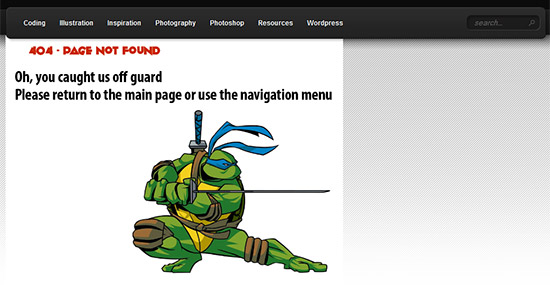 Coding Illustration Inspiration Photography Photoshop Resources Wordpress search...
404 - PAGE NOT FOUND
Oh, you caught us off guard
Please return to the main page or use the navigation menu